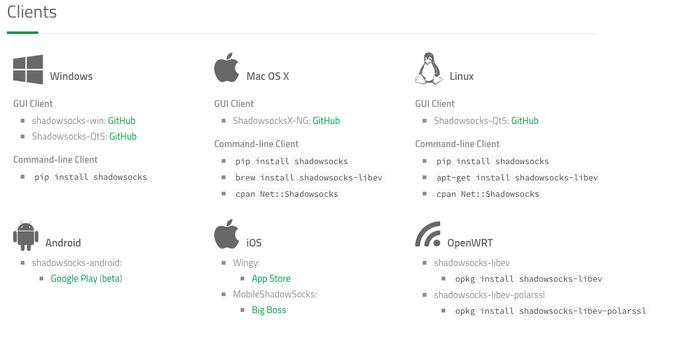 Clients
Windows
GUI Client
shadowsocks-win: GitHub
Shadowsocks-Qt5: GitHub
Command-line Client
pip install shadowsocks
Mac OS X
GUI Client
ShadowsocksX-NG: GitHub
Command-line Client
pip install shadowsocks
brew install shadowsocks-libev
cpan Net::Shadowsocks
Linux
GUI Client
Shadowsocks-Qt5: GitHub
Command-line Client
pip install shadowsocks
apt-get install shadowsocks-libev
cpan Net::Shadowsocks
Android
shadowsocks-android:
Google Play (beta)
iOS
Wingy:
App Store
MobileShadowSocks:
Big Boss
OpenWRT
shadowsocks-libev
opkg install shadowsocks-libev
shadowsocks-libev-polarssl
opkg install shadowsocks-libev-polarssl